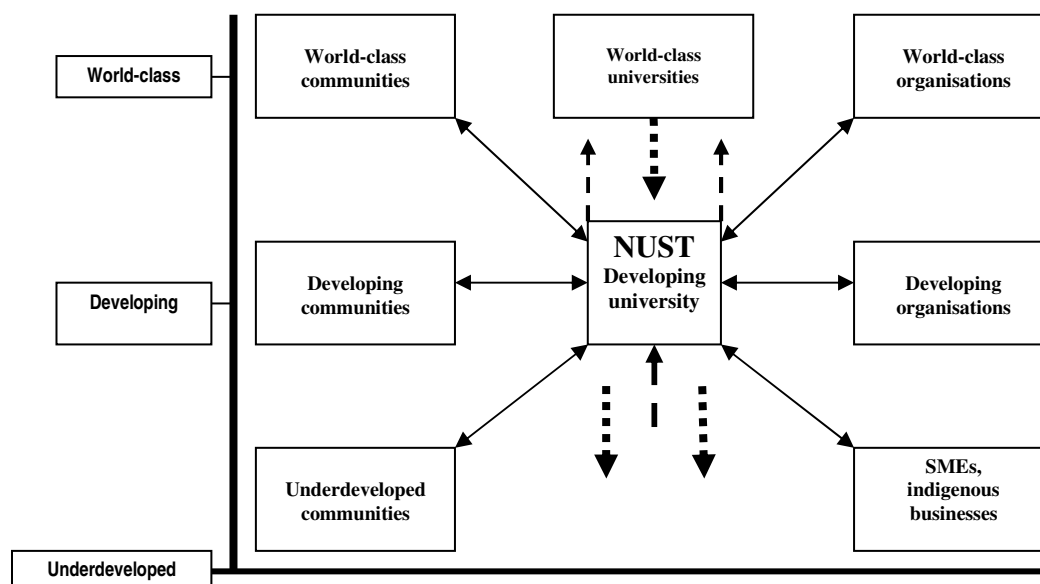 World-class
communities
World-class
universities
World-class
organisations
World-class
NUST
Developing
university
Developing
communities
Developing
organisations
Developing
Underdeveloped
communities
SMEs,
indigenous
businesses
Underdeveloped